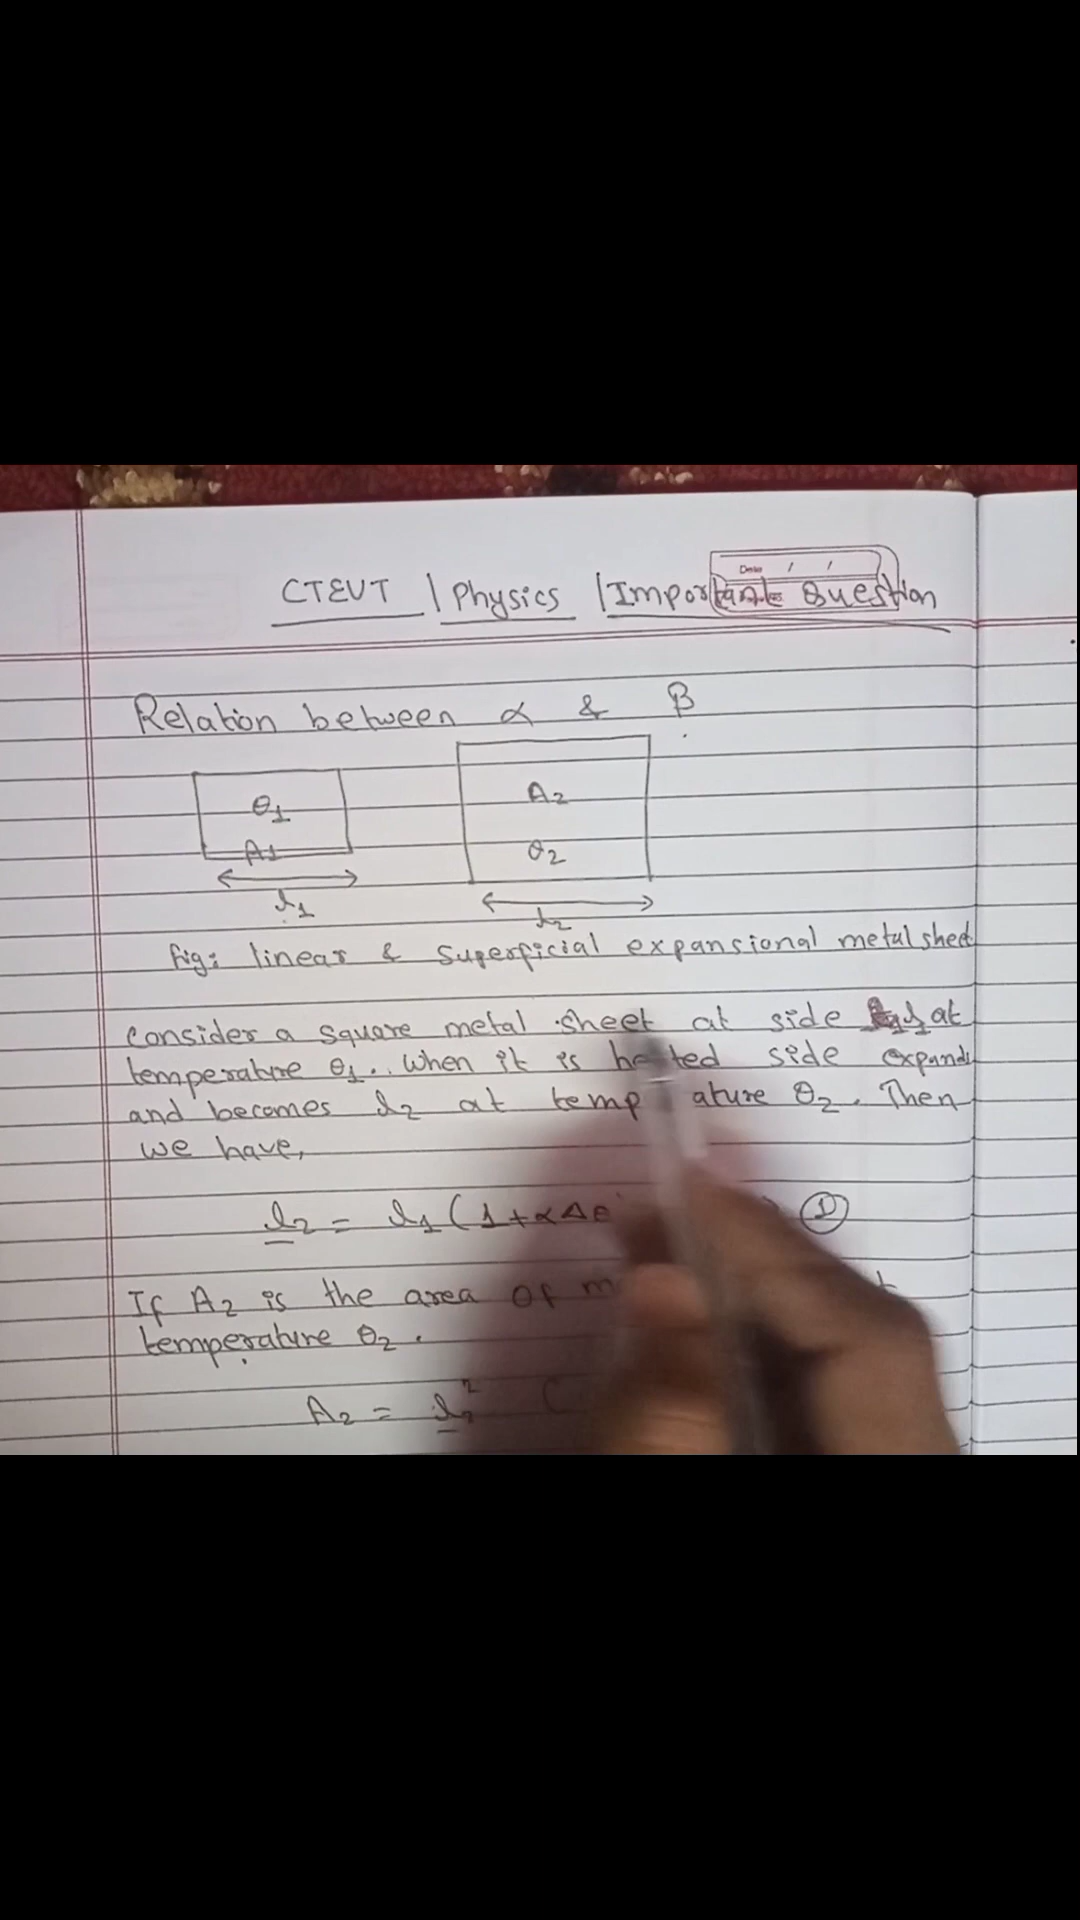 CTEVT | Physics | Important Question
Relation between α & β
θ1
A1
l1
A2
θ2
l2
fig: linear & Superficial expansional metal sheet
Consider a square metal sheet at side l1 at
temperature θ1. When it is heated side expands
and becomes l2 at temperature θ2. Then
we have,
l2 = l1 (1+αΔθ ①
If A2 is the area of
temperature θ2.
A2 = l2²